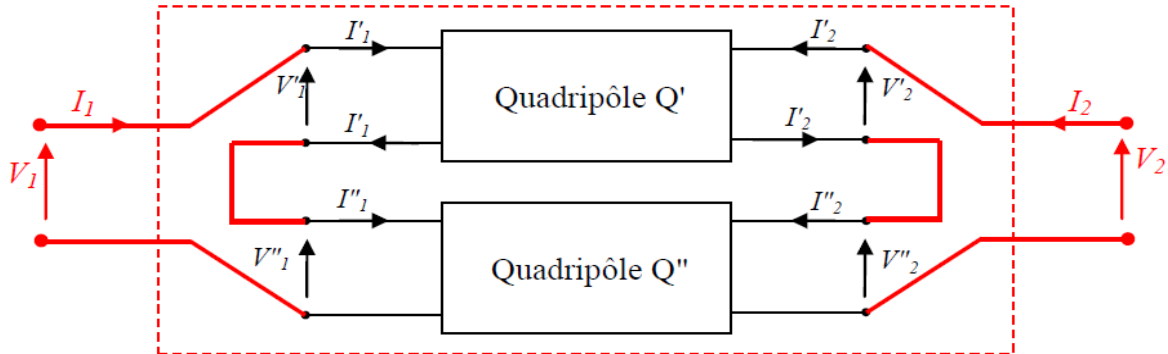 I'1 I'2
V'1 Quadripôle Q' V'2
I1 I2
I'1 I'2
V1 V2
I"1 I"2
V"1 Quadripôle Q" V"2